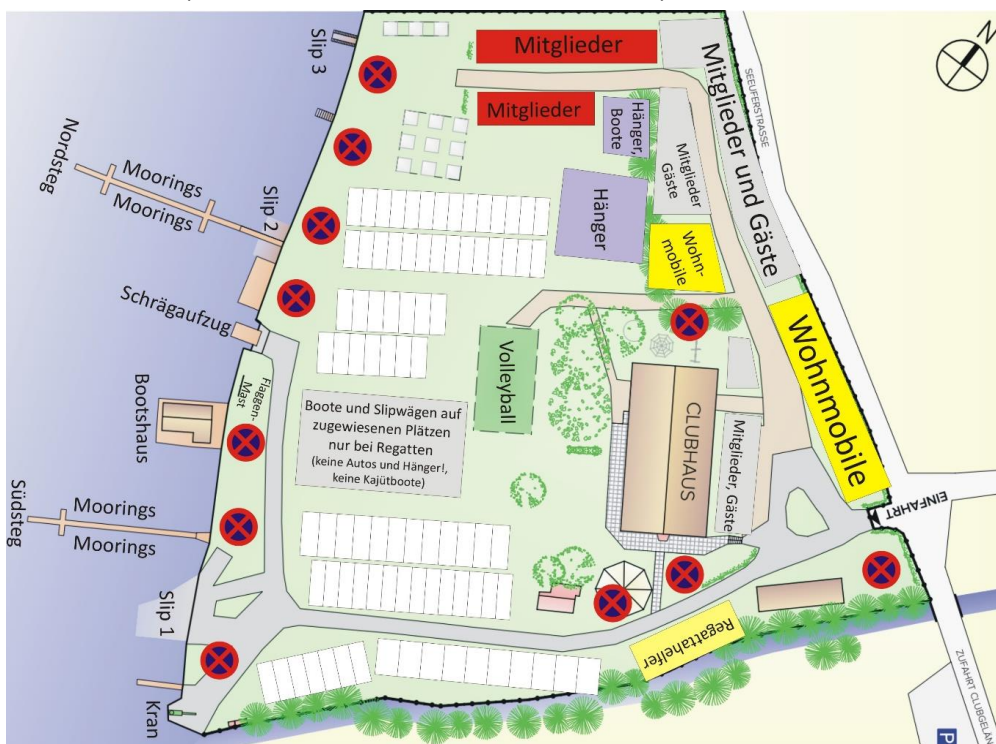 Slip 3
Mitglieder
Mitglieder
Hänger,
Boote
Mitglieder und Gäste
SEEUFERSTRASSE
N
Mitglieder
Gäste
Hänger
Wohn-
mobile
Nordsteg
Moorings
Moorings
Slip 2
Schrägaufzug
Bootshaus
Flaggen-
Mast
Volleyball
Wohnmobile
Boote und Slipwägen auf
zugewiesenen Plätzen
nur bei Regatten
(keine Autos und Hänger!,
keine Kajütboote)
CLUBHAUS
Mitglieder, Gäste
EINFAHRT
Südsteg
Moorings
Moorings
Slip 1
Kran
Regattahelfer
ZUFAHRT CLUBGELÄN
P